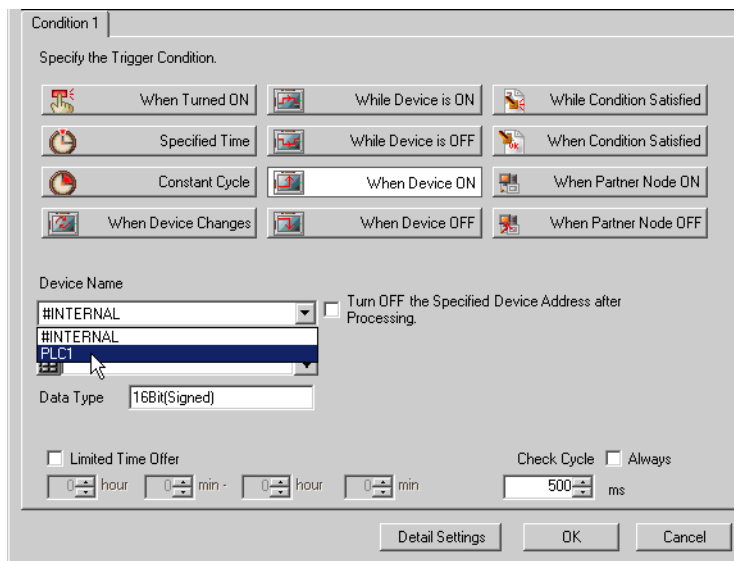 Condition 1
Specify the Trigger Condition.
When Turned ON While Device is ON While Condition Satisfied
Specified Time While Device is OFF When Condition Satisfied
Constant Cycle When Device ON When Partner Node ON
When Device Changes When Device OFF When Partner Node OFF
Device Name
#INTERNAL Turn OFF the Specified Device Address after
Processing.
#INTERNAL
PLC1
Data Type 16Bit(Signed)
Limited Time Offer Check Cycle Always
0 hour 0 min - 0 hour 0 min 500 ms
Detail Settings OK Cancel